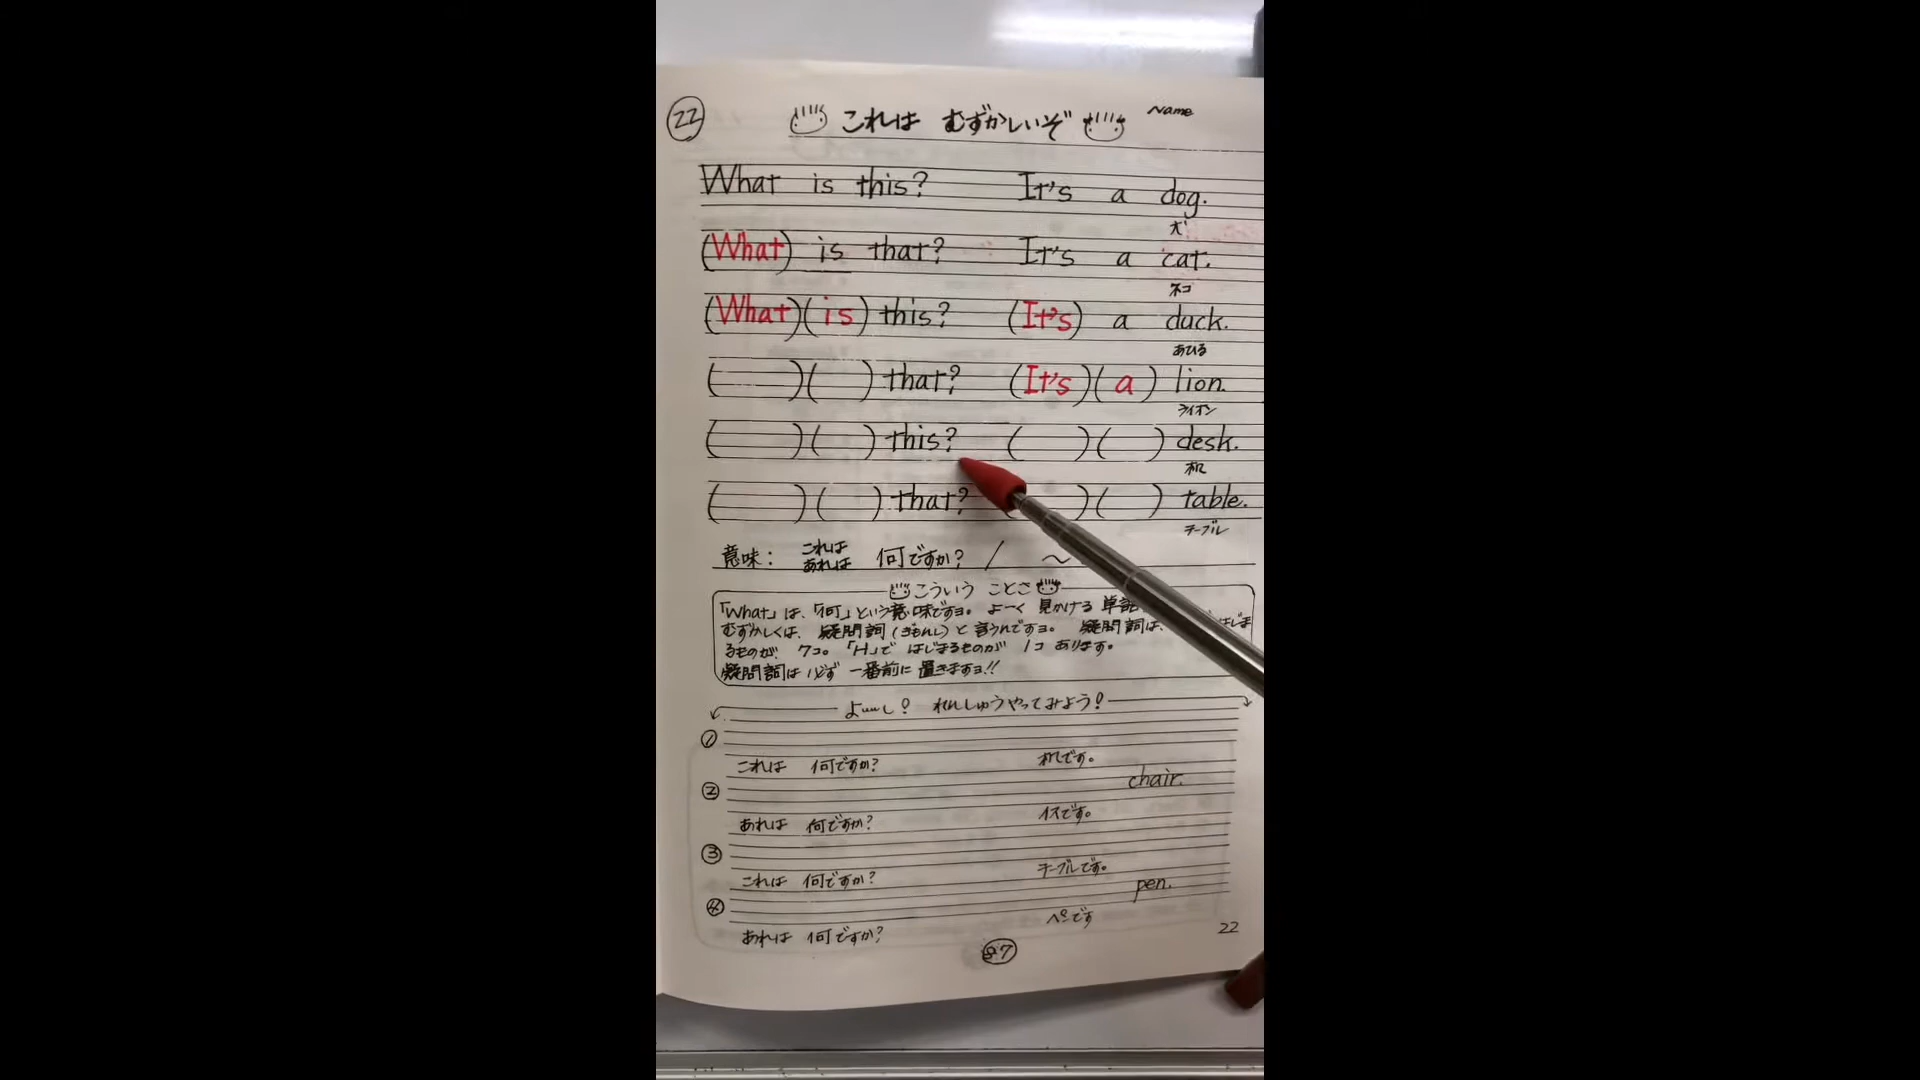 22 これは むずかしいぞ Name
What is this? It's a dog.
犬
(What) is that? It's a cat.
ネコ
(What)(is) this? (It's) a duck.
あひる
( )( ) that? (It's)(a) lion.
ライオン
( )( ) this? ( )( ) desk.
机
( )( ) that? ( )( ) table.
テーブル
意味: これは あれは 何ですか? / 〜
こういう ことさ
「What」は、「何」という意味ですヨ。よーく 見かける 単語
むずかしくは、疑問詞(ぎもんし)と言うんですヨ。 疑問詞は、 はじま
るものが、7コ。「H」で はじまるものが 1コ あります。
疑問詞は 必ず 一番前に 置きますヨ!!
よーし! れんしゅうやってみよう!
①
これは 何ですか? 机です。
② chair.
あれは 何ですか? イスです。
③
これは 何ですか? テーブルです。
④ pen.
あれは 何ですか? ペンです
22
87